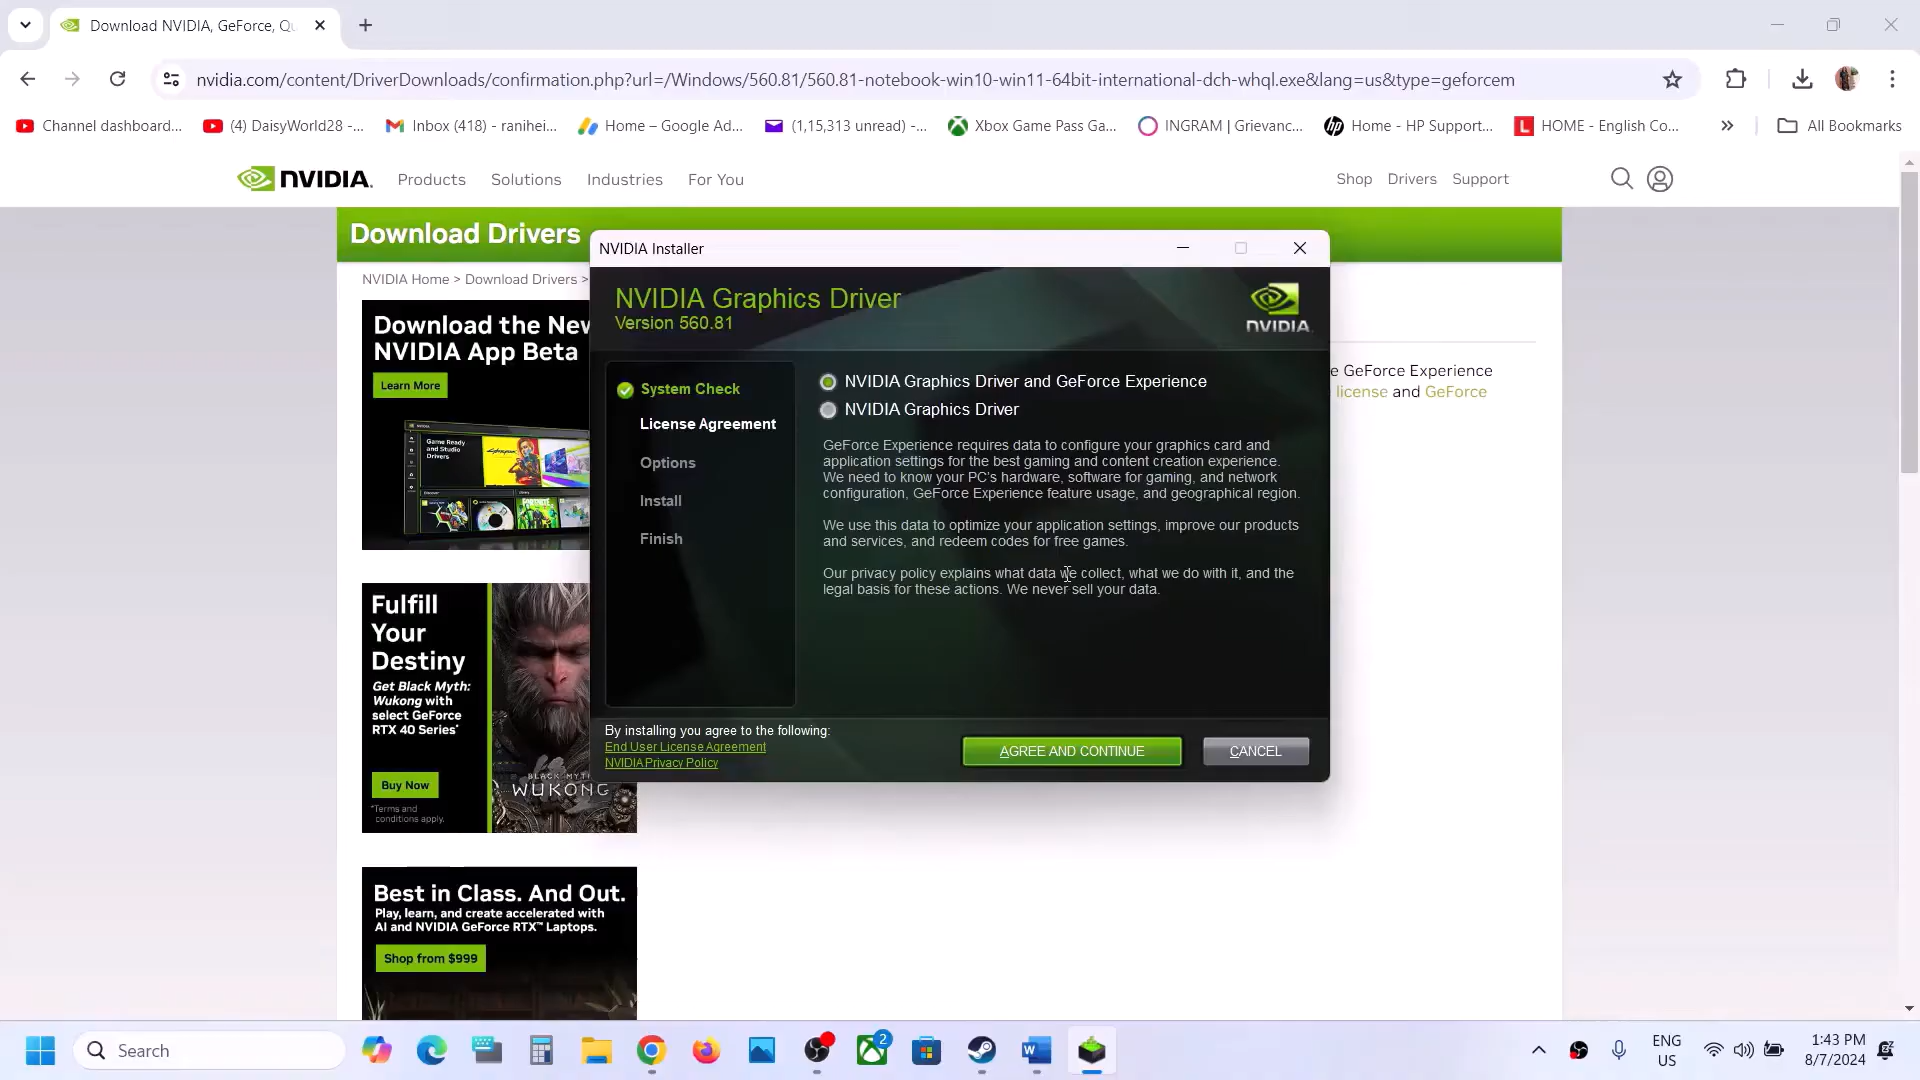 Download NVIDIA, GeForce, Qu
nvidia.com/content/DriverDownloads/confirmation.php?url=/Windows/560.81/560.81-notebook-win10-win11-64bit-international-dch-whql.exe&lang=us&type=geforcem
Channel dashboard...
(4) DaisyWorld28 -...
Inbox (418) - ranihei...
Home – Google Ad...
(1,15,313 unread) -...
Xbox Game Pass Ga...
INGRAM | Grievanc...
Home - HP Support...
HOME - English Co...
All Bookmarks
NVIDIA.
Products
Solutions
Industries
For You
Shop
Drivers
Support
Download Drivers
NVIDIA Home > Download Drivers >
Download the New
NVIDIA App Beta
Learn More
Game Ready
and Studio
Drivers
e GeForce Experience
license and GeForce
Fulfill
Your
Destiny
Get Black Myth:
Wukong with
select GeForce
RTX 40 Series*
Buy Now
*Terms and
conditions apply.
BLACK MYTH
WUKONG
Best in Class. And Out.
Play, learn, and create accelerated with
AI and NVIDIA GeForce RTX™ Laptops.
Shop from $999
NVIDIA Installer
NVIDIA Graphics Driver
Version 560.81
NVIDIA
System Check
License Agreement
Options
Install
Finish
NVIDIA Graphics Driver and GeForce Experience
NVIDIA Graphics Driver
GeForce Experience requires data to configure your graphics card and
application settings for the best gaming and content creation experience.
We need to know your PC's hardware, software for gaming, and network
configuration, GeForce Experience feature usage, and geographical region.
We use this data to optimize your application settings, improve our products
and services, and redeem codes for free games.
Our privacy policy explains what data we collect, what we do with it, and the
legal basis for these actions. We never sell your data.
By installing you agree to the following:
End User License Agreement
NVIDIA Privacy Policy
AGREE AND CONTINUE
CANCEL
Search
2
ENG
US
1:43 PM
8/7/2024